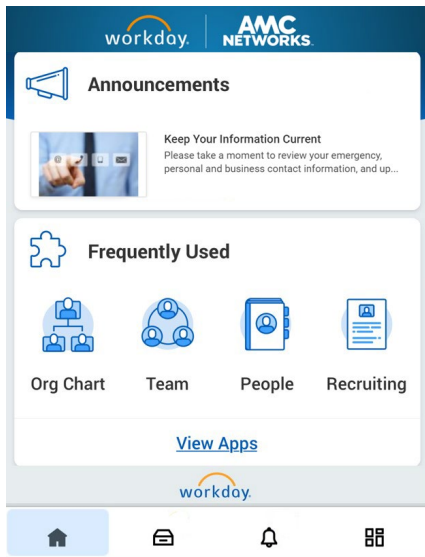 workday.
AMC
NETWORKS
Announcements
Keep Your Information Current
Please take a moment to review your emergency,
personal and business contact information, and up...
Frequently Used
Org Chart
Team
People
Recruiting
View Apps
workday.